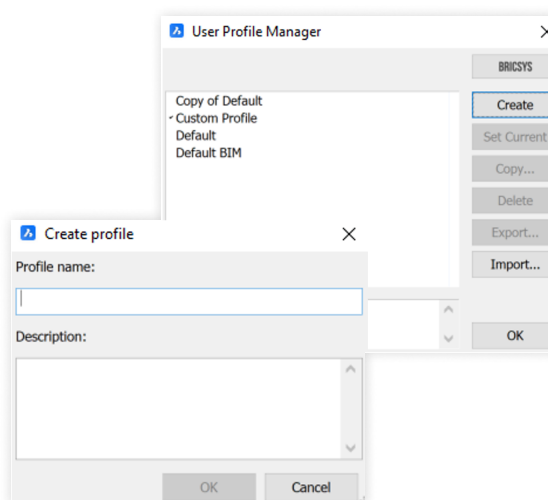 User Profile Manager
BRICSYS
Copy of Default
Custom Profile
Default
Default BIM
Create
Set Current
Copy...
Delete
Export...
Import...
OK
Create profile
Profile name:
Description:
OK
Cancel